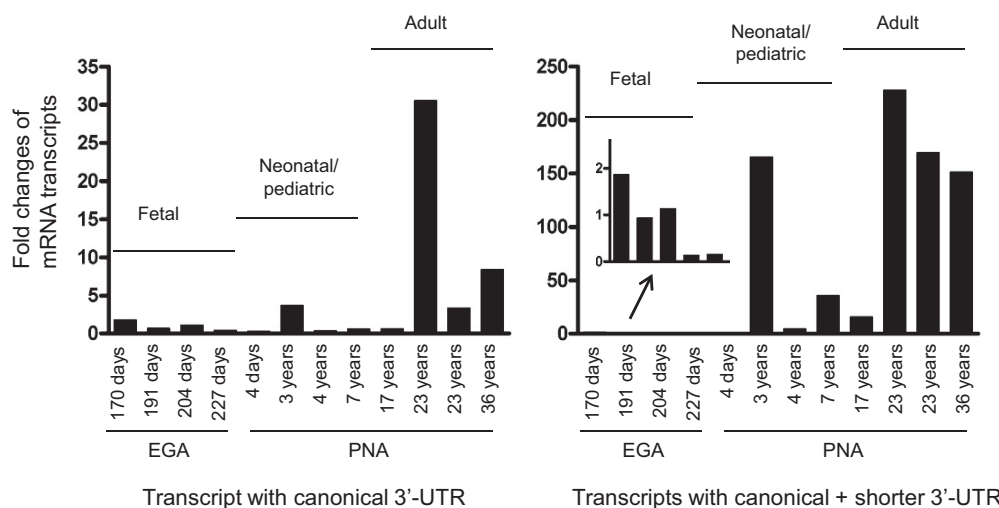 Adult
Neonatal/
pediatric
Fetal
Fold changes of
mRNA transcripts
35
30
25
20
15
10
5
0
170 days
191 days
204 days
227 days
4 days
3 years
4 years
7 years
17 years
23 years
23 years
36 years
EGA
PNA
Transcript with canonical 3'-UTR
Adult
Neonatal/
pediatric
Fetal
250
200
150
100
50
0
2
1
0
170 days
191 days
204 days
227 days
4 days
3 years
4 years
7 years
17 years
23 years
23 years
36 years
EGA
PNA
Transcripts with canonical + shorter 3'-UTR